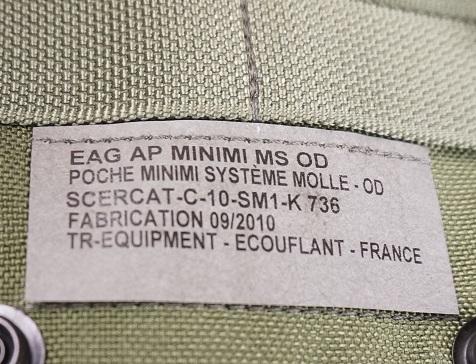 EAG AP MINIMI MS OD
POCHE MINIMI SYSTÈME MOLLE - OD
SCERCAT-C-10-SM1-K 736
FABRICATION 09/2010
TR-EQUIPMENT - ECOUFLANT - FRANCE